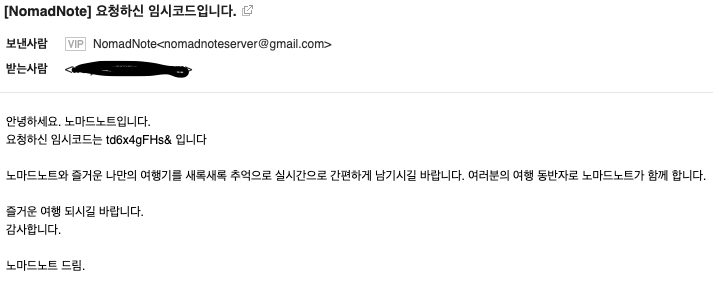 [NomadNote] 요청하신 임시코드입니다.
보낸사람 VIP NomadNote<nomadnoteserver@gmail.com>
받는사람 < >
안녕하세요. 노마드노트입니다.
요청하신 임시코드는 td6x4gFHs& 입니다
노마드노트와 즐거운 나만의 여행기를 새록새록 추억으로 실시간으로 간편하게 남기시길 바랍니다. 여러분의 여행 동반자로 노마드노트가 함께 합니다.
즐거운 여행 되시길 바랍니다.
감사합니다.
노마드노트 드림.